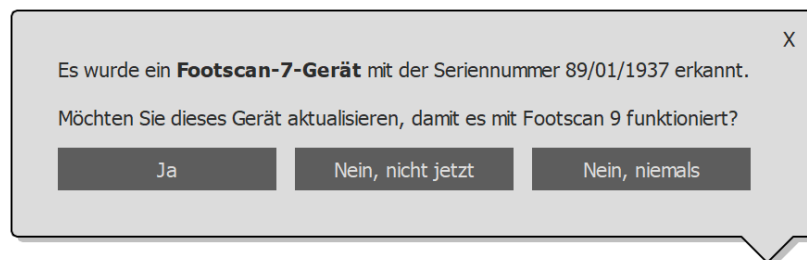 X
Es wurde ein Footscan-7-Gerät mit der Seriennummer 89/01/1937 erkannt.
Möchten Sie dieses Gerät aktualisieren, damit es mit Footscan 9 funktioniert?
Ja
Nein, nicht jetzt
Nein, niemals